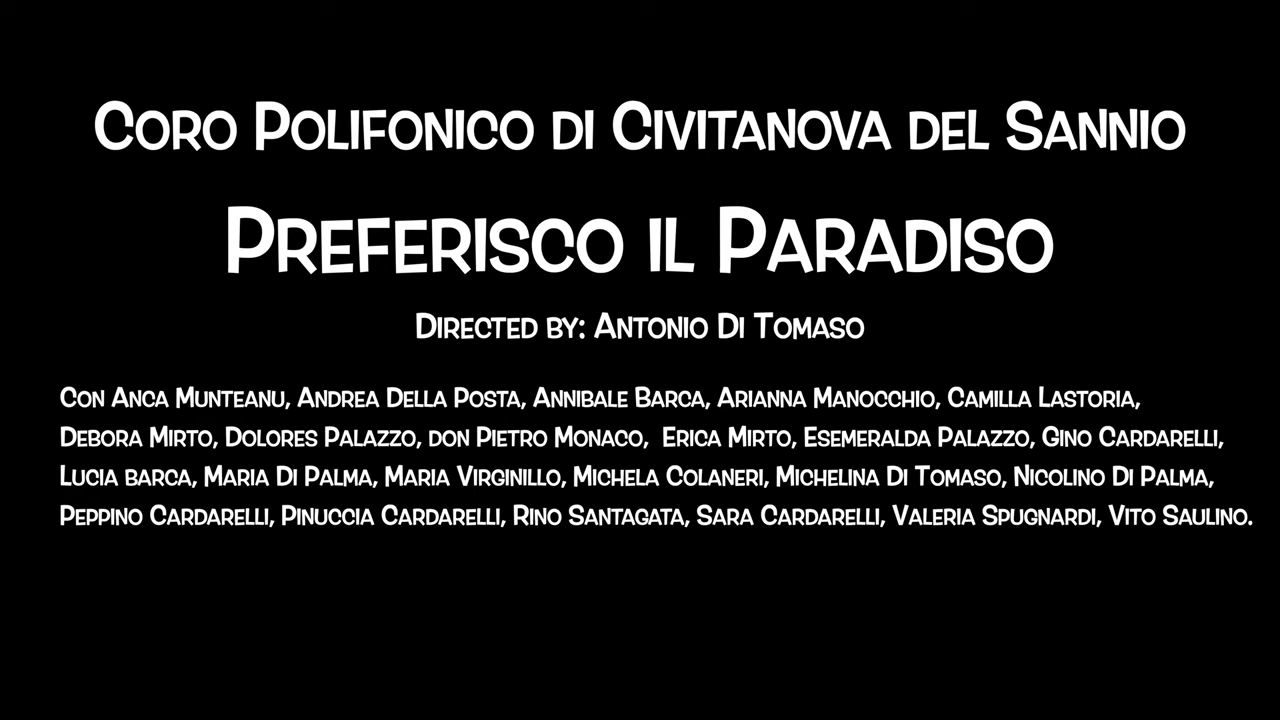 Coro Polifonico di Civitanova del Sannio
Preferisco il Paradiso
Directed by: Antonio Di Tomaso
Con Anca Munteanu, Andrea Della Posta, Annibale Barca, Arianna Manocchio, Camilla Lastoria,
Debora Mirto, Dolores Palazzo, don Pietro Monaco,  Erica Mirto, Esemeralda Palazzo, Gino Cardarelli,
Lucia barca, Maria Di Palma, Maria Virginillo, Michela Colaneri, Michelina Di Tomaso, Nicolino Di Palma,
Peppino Cardarelli, Pinuccia Cardarelli, Rino Santagata, Sara Cardarelli, Valeria Spugnardi, Vito Saulino.